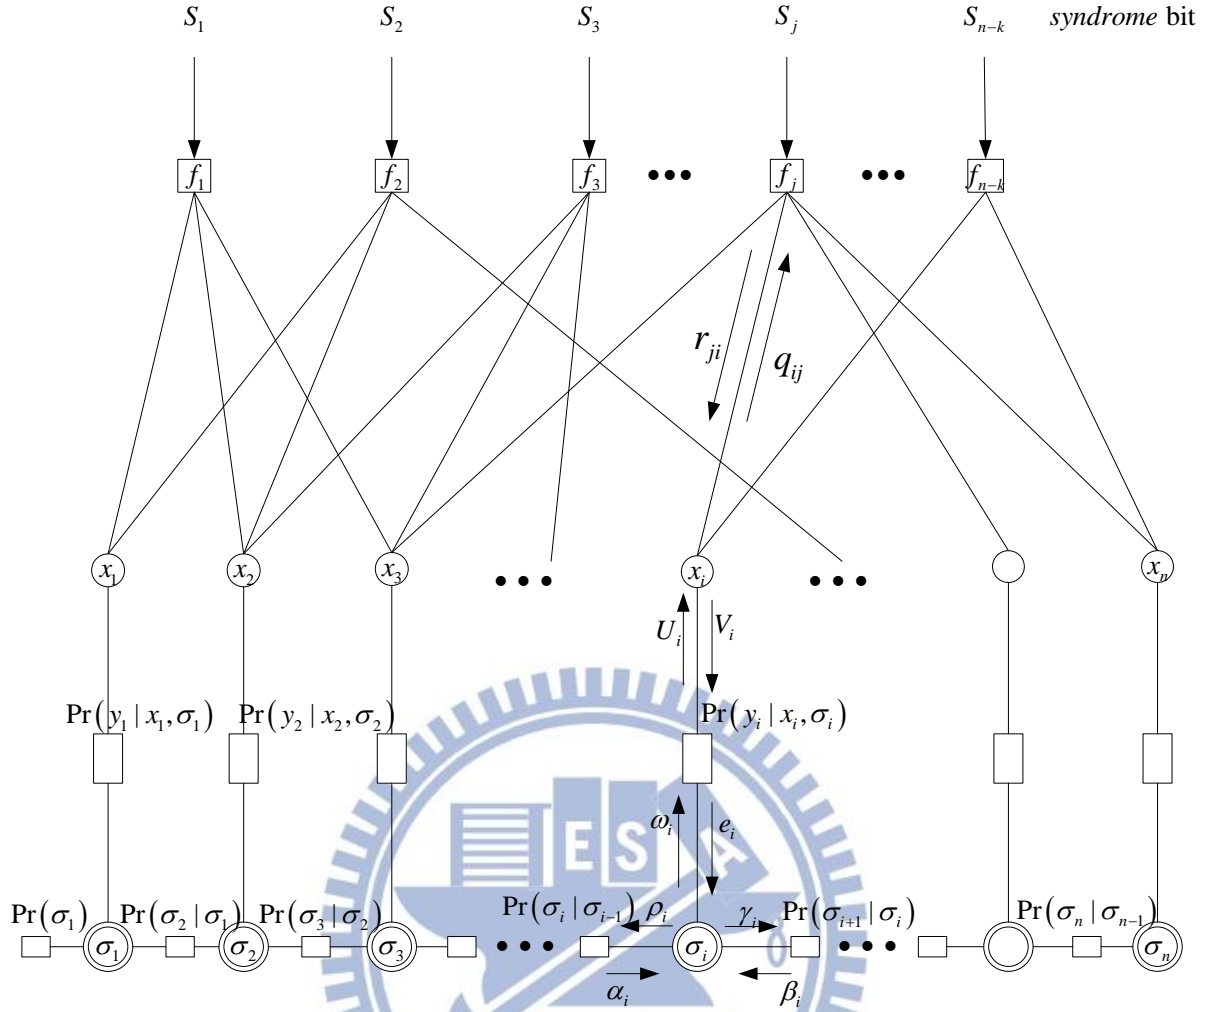 S₁ S₂ S₃ Sⱼ Sₙ₋ₖ syndrome bit
f₁ f₂ f₃ ••• fⱼ ••• fₙ₋ₖ
rⱼᵢ qᵢⱼ
x₁ x₂ x₃ ••• xᵢ ••• xₙ
Uᵢ Vᵢ
Pr(y₁ | x₁, σ₁) Pr(y₂ | x₂, σ₂) Pr(yᵢ | xᵢ, σᵢ)
ωᵢ eᵢ
ESA
Pr(σ₁) Pr(σ₂ | σ₁) Pr(σ₃ | σ₂) Pr(σᵢ | σᵢ₋₁) ρᵢ γᵢ Pr(σᵢ₊₁ | σᵢ) Pr(σₙ | σₙ₋₁)
σ₁ σ₂ σ₃ ••• σᵢ ••• σₙ
αᵢ βᵢ